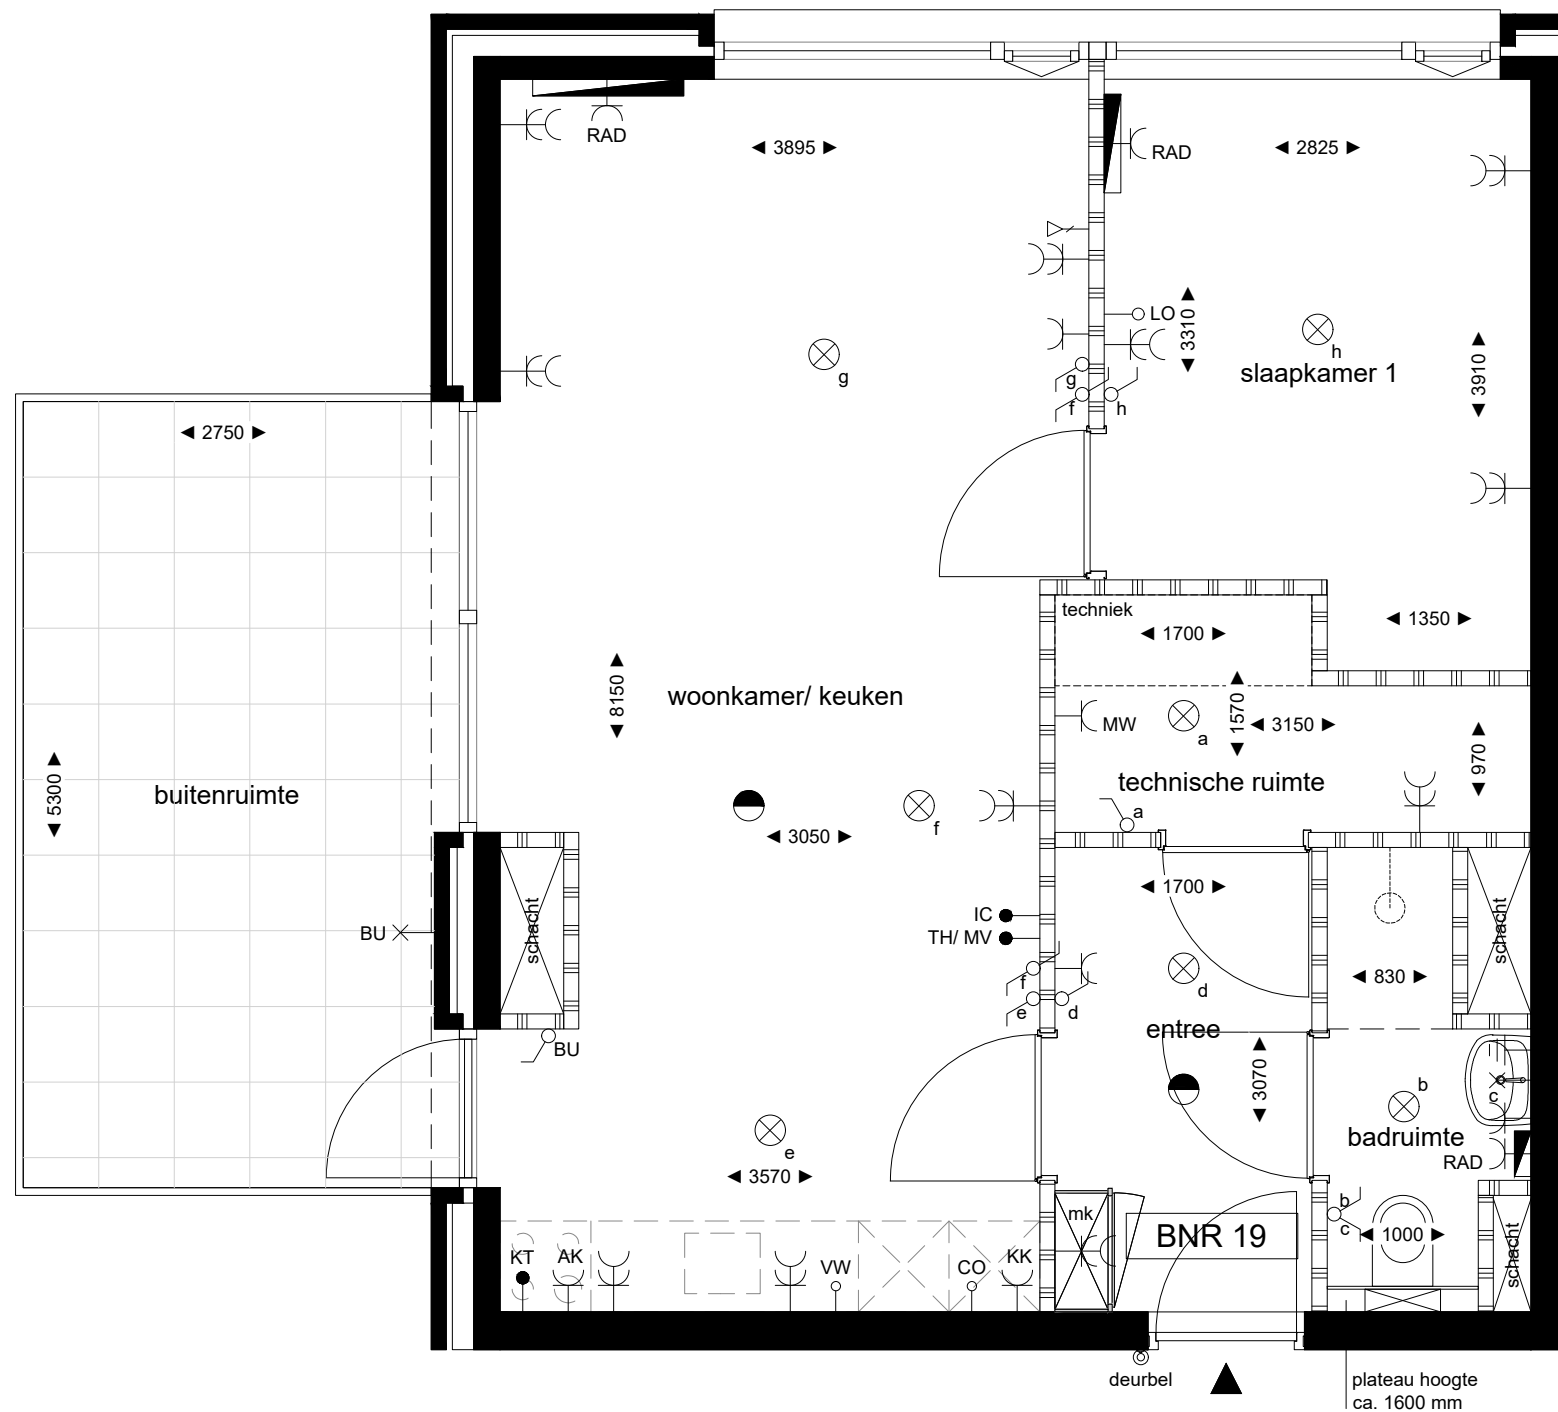 RAD
◄ 3895 ►
RAD
◄ 2825 ►
LO
◄ 3310 ►
g
h
slaapkamer 1
◄ 3910 ►
g
f
h
◄ 2750 ►
techniek
◄ 1700 ►
◄ 1350 ►
woonkamer/ keuken
◄ 8150 ►
MW
a
◄ 1570 ►
◄ 3150 ►
◄ 970 ►
technische ruimte
buitenruimte
◄ 5300 ►
f
a
◄ 3050 ►
◄ 1700 ►
schacht
schacht
IC
BU
TH/ MV
f
d
◄ 830 ►
e
d
entree
BU
◄ 3070 ►
b
c
e
badruimte
RAD
◄ 3570 ►
mk
BNR 19
b
c
◄ 1000 ►
schacht
KT
AK
VW
CO
KK
deurbel
▲
plateau hoogte
ca. 1600 mm